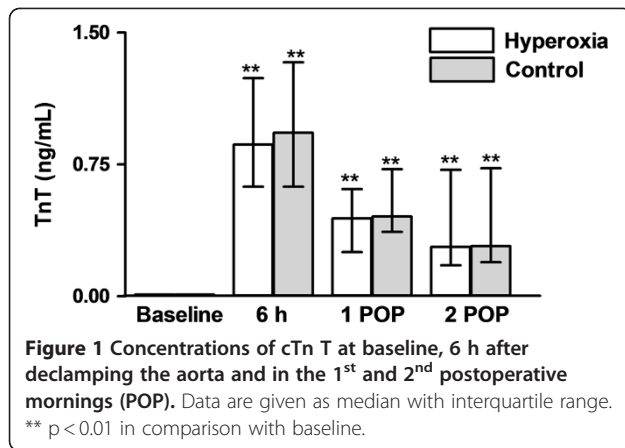 1.50
Hyperoxia
Control
** **
** ** ** **
0.75
TnT (ng/mL)
0.00
Baseline 6 h 1 POP 2 POP
Figure 1 Concentrations of cTn T at baseline, 6 h after
declamping the aorta and in the 1st and 2nd postoperative
mornings (POP). Data are given as median with interquartile range.
** p < 0.01 in comparison with baseline.